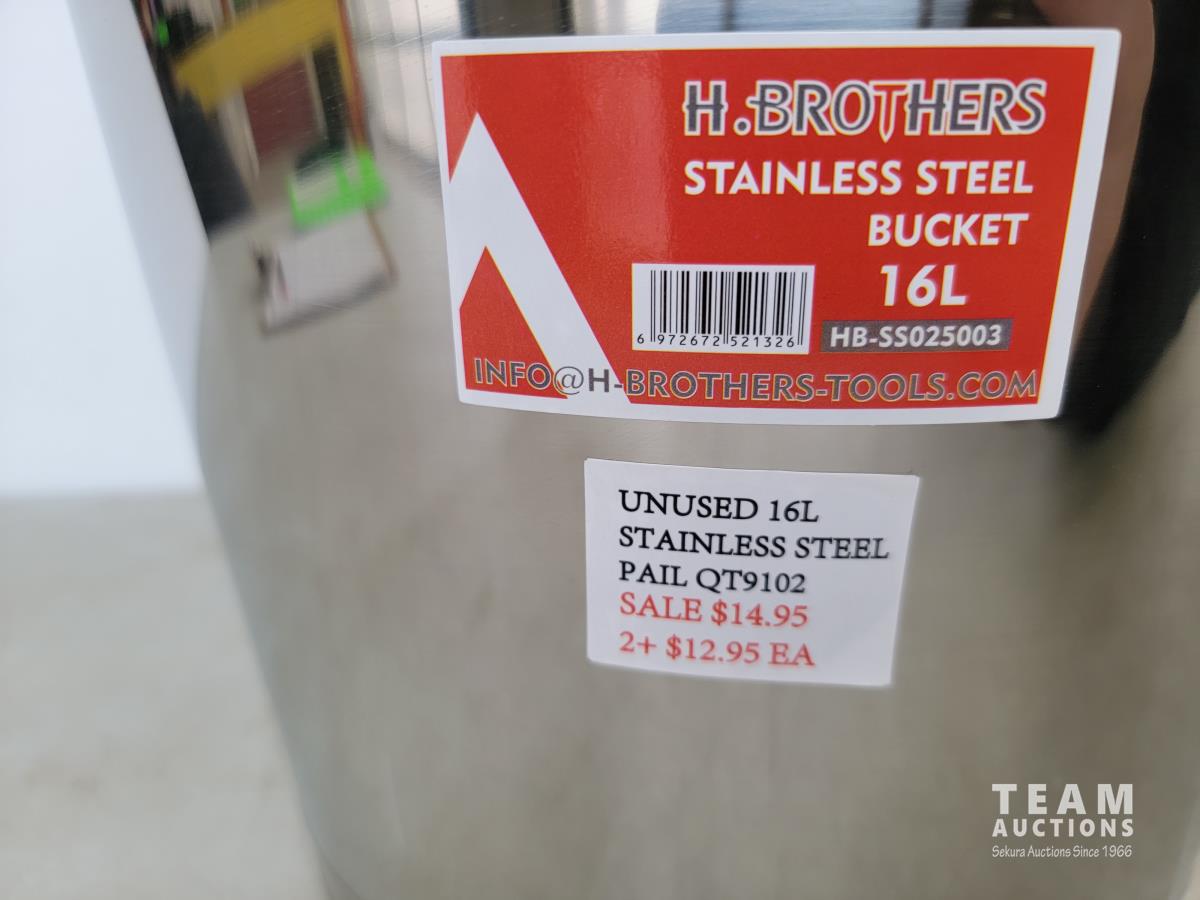 H.BROTHERS
STAINLESS STEEL
BUCKET
16L
6 972672 521326
HB-SS025003
INFO@H-BROTHERS-TOOLS.COM
UNUSED 16L
STAINLESS STEEL
PAIL QT9102
SALE $14.95
2+ $12.95 EA
TEAM
AUCTIONS
Sekura Auctions Since 1966